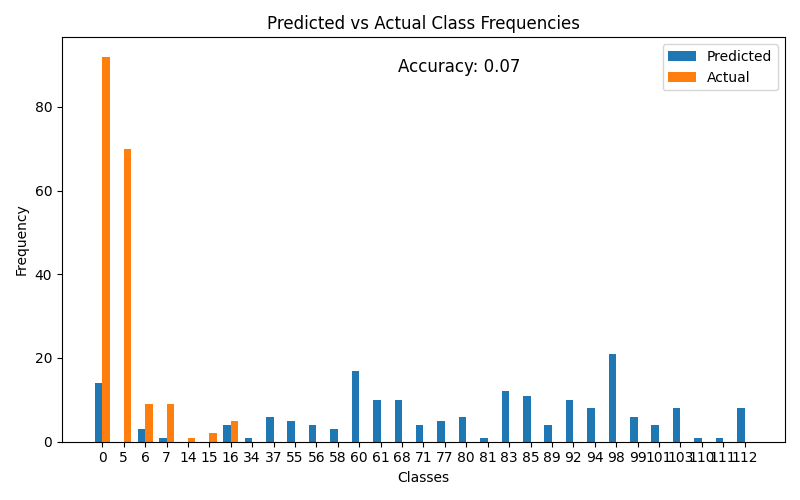 Predicted vs Actual Class Frequencies
Accuracy: 0.07
Predicted
Actual
Frequency
80
60
40
20
0
0 5 6 7 14 15 16 34 37 55 56 58 60 61 68 71 77 80 81 83 85 89 92 94 98 99 101 103 110 111 112
Classes